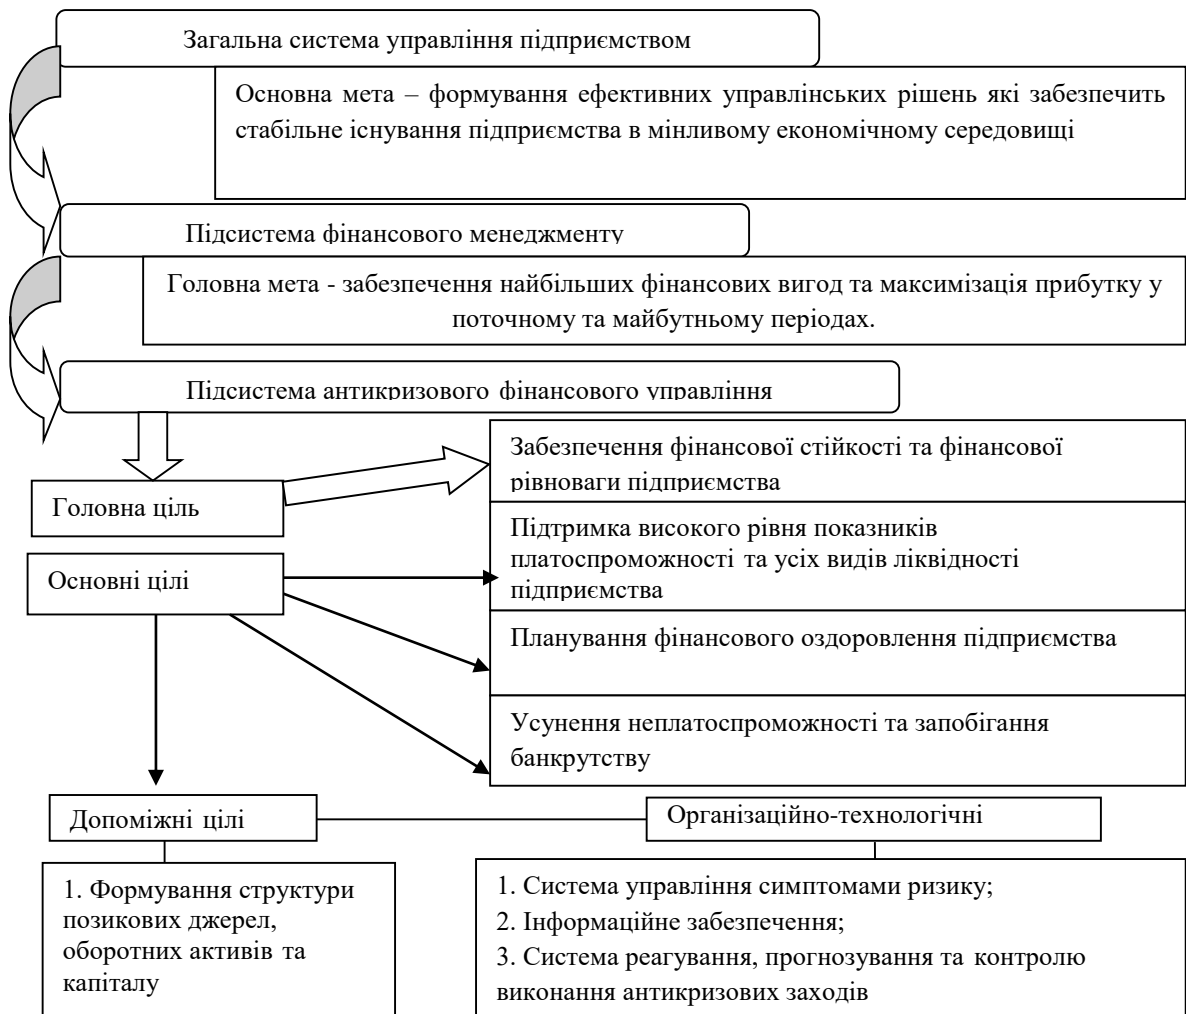 Загальна система управління підприємством
Основна мета – формування ефективних управлінських рішень які забезпечить
стабільне існування підприємства в мінливому економічному середовищі
Підсистема фінансового менеджменту
Головна мета - забезпечення найбільших фінансових вигод та максимізація прибутку у
поточному та майбутньому періодах.
Підсистема антикризового фінансового управління
Забезпечення фінансової стійкості та фінансової
рівноваги підприємства
Головна ціль
Підтримка високого рівня показників
платоспроможності та усіх видів ліквідності
підприємства
Основні цілі
Планування фінансового оздоровлення підприємства
Усунення неплатоспроможності та запобігання
банкрутству
Допоміжні цілі
Організаційно-технологічні
1. Формування структури
позикових джерел,
оборотних активів та
капіталу
1. Система управління симптомами ризику;
2. Інформаційне забезпечення;
3. Система реагування, прогнозування та контролю
виконання антикризових заходів